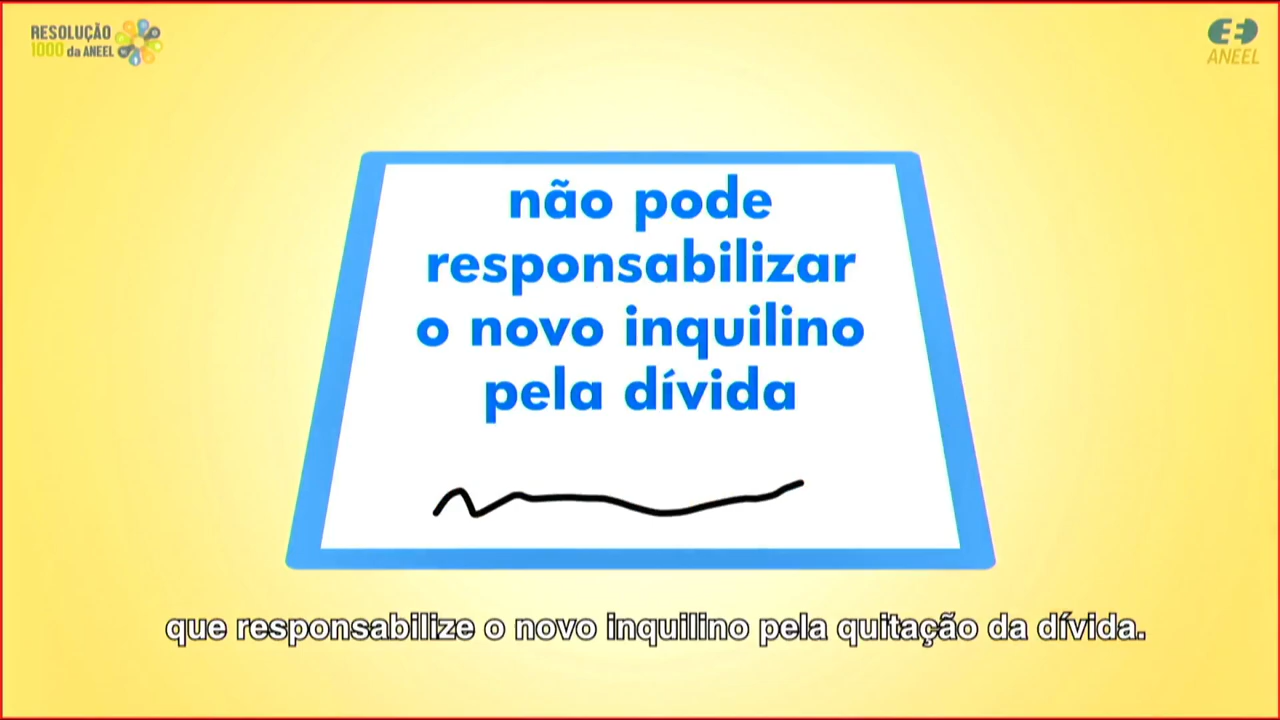 RESOLUÇÃO
1000 da ANEEL
ANEEL
não pode
responsabilizar
o novo inquilino
pela dívida
que responsabilize o novo inquilino pela quitação da dívida.